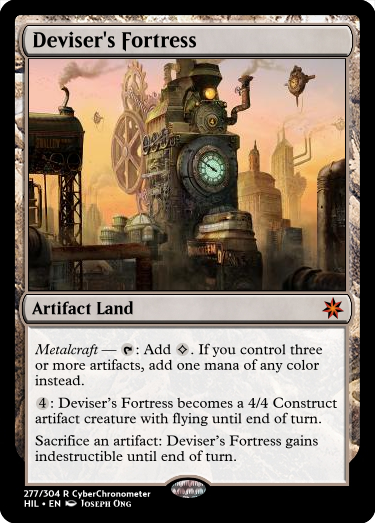 Deviser's Fortress
Artifact Land
Metalcraft — T: Add C. If you control three
or more artifacts, add one mana of any color
instead.
4: Deviser's Fortress becomes a 4/4 Construct
artifact creature with flying until end of turn.
Sacrifice an artifact: Deviser's Fortress gains
indestructible until end of turn.
277/304 R CyberChronometer
HIL • EN Joseph Ong